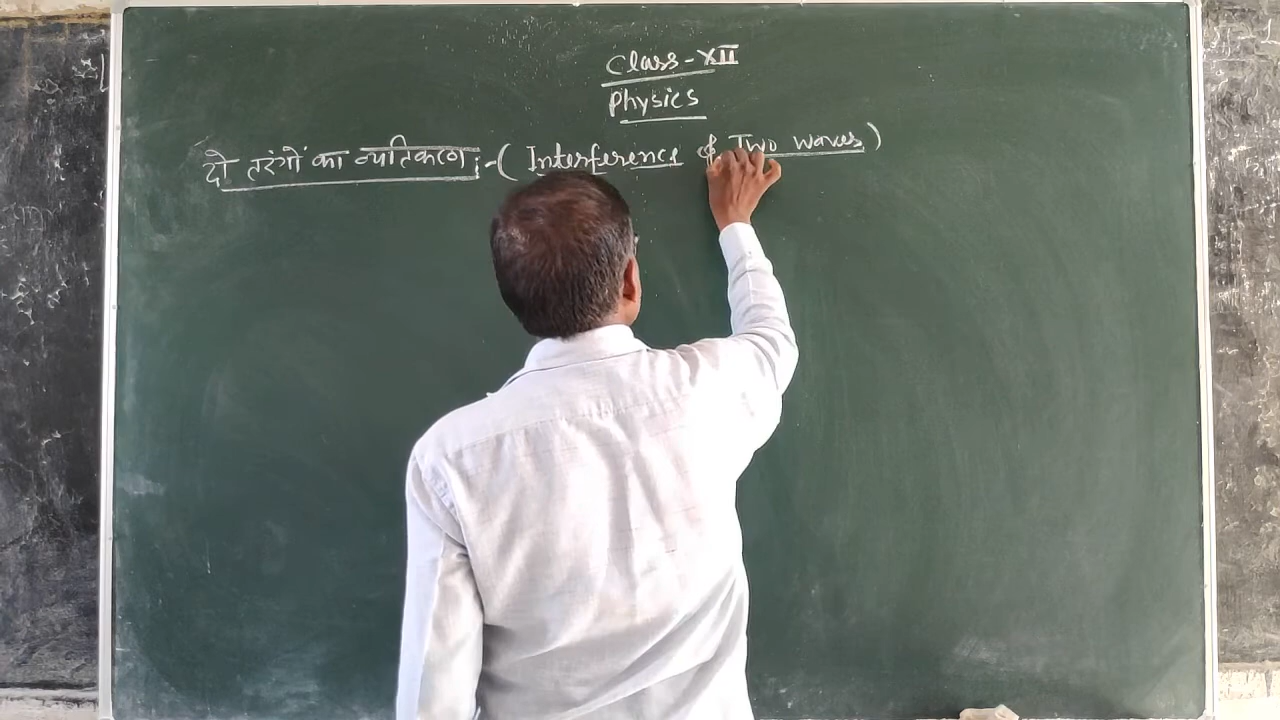 Class-XII
Physics
दो तरंगों का व्यतिकरण :-( Interference of Two waves )